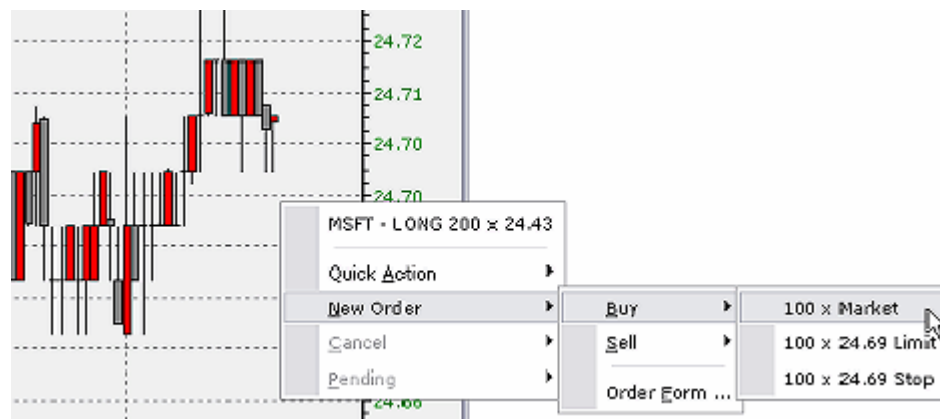 24.72
24.71
24.70
24.70
MSFT - LONG 200 x 24.43
Quick Action
New Order
Buy
100 x Market
Cancel
Sell
100 x 24.69 Limit
Pending
100 x 24.69 Stop
Order Form ...
24.66